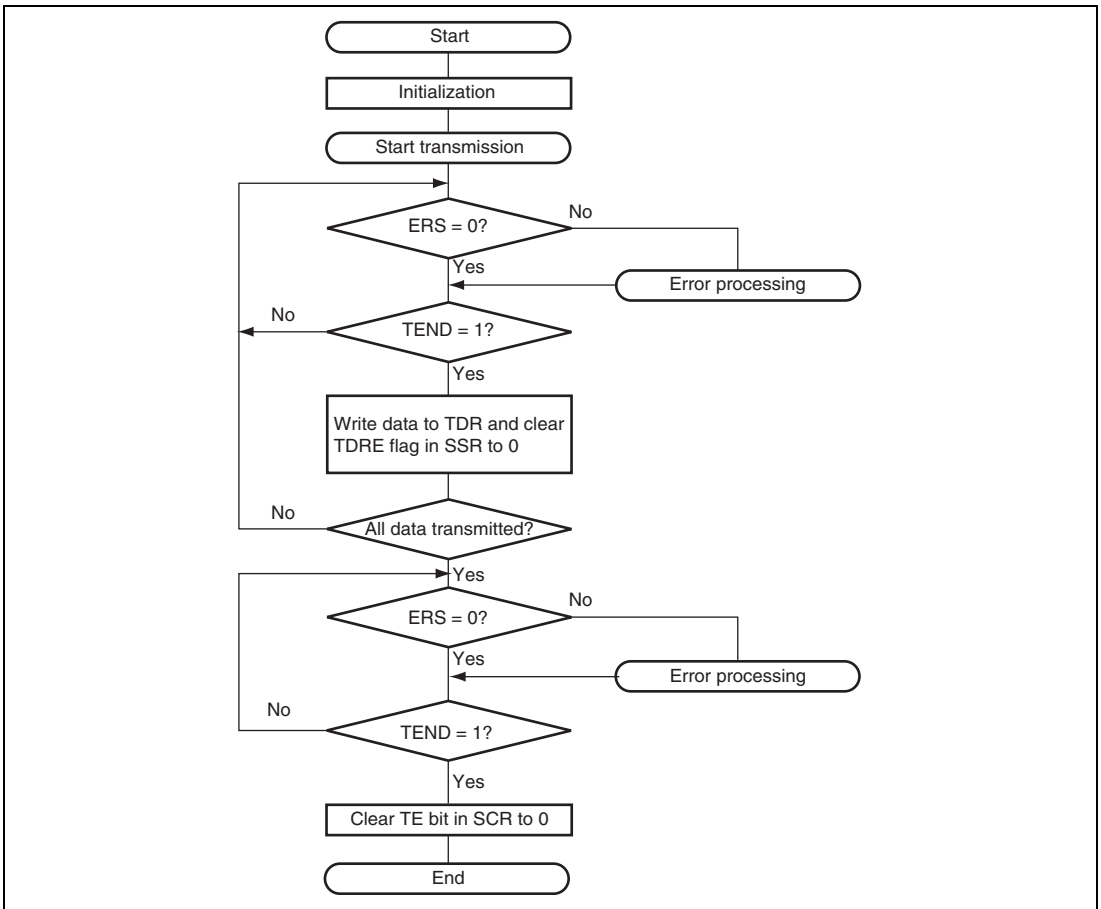 Start
Initialization
Start transmission
ERS = 0?
No
Yes
Error processing
No
TEND = 1?
Yes
Write data to TDR and clear
TDRE flag in SSR to 0
No
All data transmitted?
Yes
ERS = 0?
No
Yes
Error processing
No
TEND = 1?
Yes
Clear TE bit in SCR to 0
End